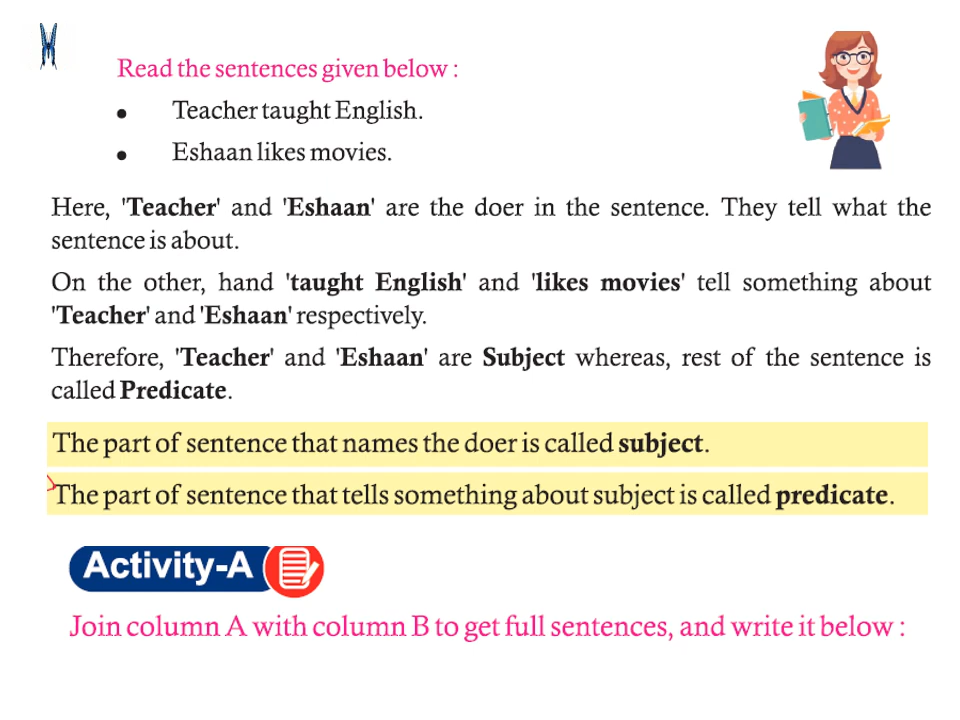 Read the sentences given below :
• Teacher taught English.
• Eshaan likes movies.
Here, 'Teacher' and 'Eshaan' are the doer in the sentence. They tell what the
sentence is about.
On the other, hand 'taught English' and 'likes movies' tell something about
'Teacher' and 'Eshaan' respectively.
Therefore, 'Teacher' and 'Eshaan' are Subject whereas, rest of the sentence is
called Predicate.
The part of sentence that names the doer is called subject.
The part of sentence that tells something about subject is called predicate.
Activity-A
Join column A with column B to get full sentences, and write it below :